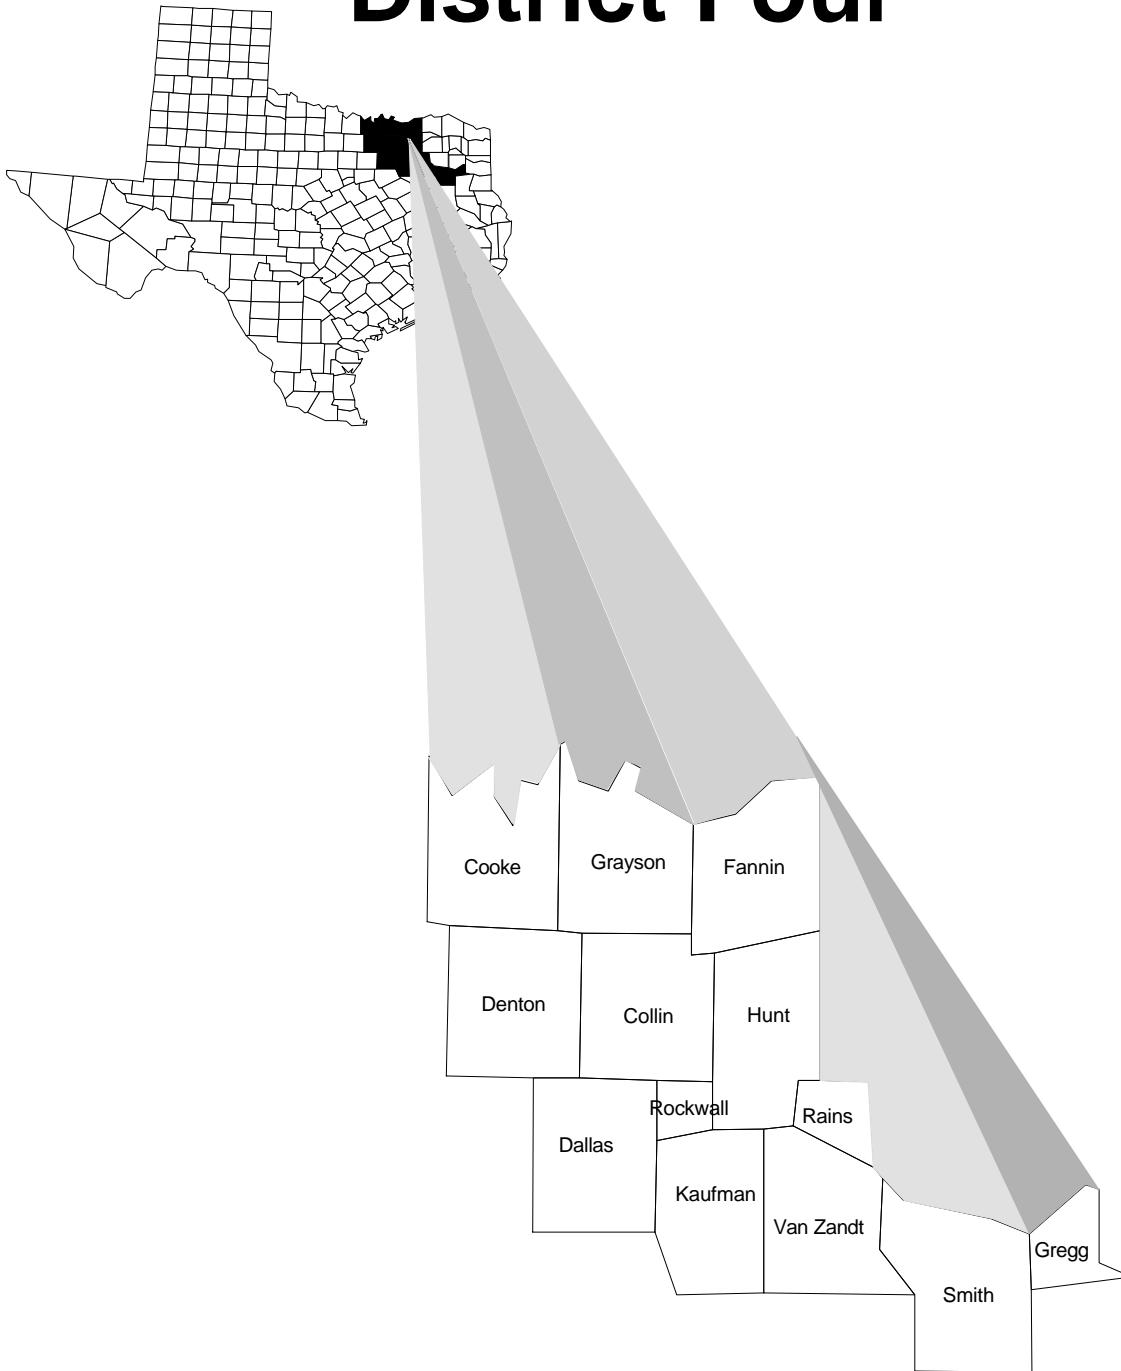 District Four
Cooke
Grayson
Fannin
Denton
Collin
Hunt
Rockwall
Rains
Dallas
Kaufman
Van Zandt
Gregg
Smith